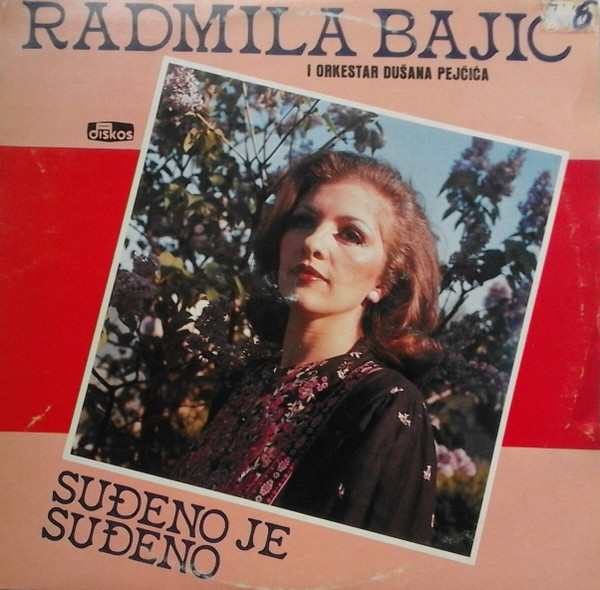 RADMILA BAJIĆ
I ORKESTAR DUŠANA PEJČIĆA
diskos
6
SUĐENO JE
SUĐENO